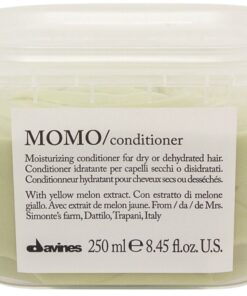 MOMO/conditioner
Moisturizing conditioner for dry or dehydrated hair.
Conditioner idratante per capelli secchi o disidratati.
Conditionneur hydratant pour cheveux secs ou desséchés.
With yellow melon extract. Con estratto di melone
giallo. Avec extrait de melon jaune. From / da / de Mrs.
Simonte's farm, Dattilo, Trapani, Italy
davines 250 ml ℮ 8.45 fl. oz. U.S.